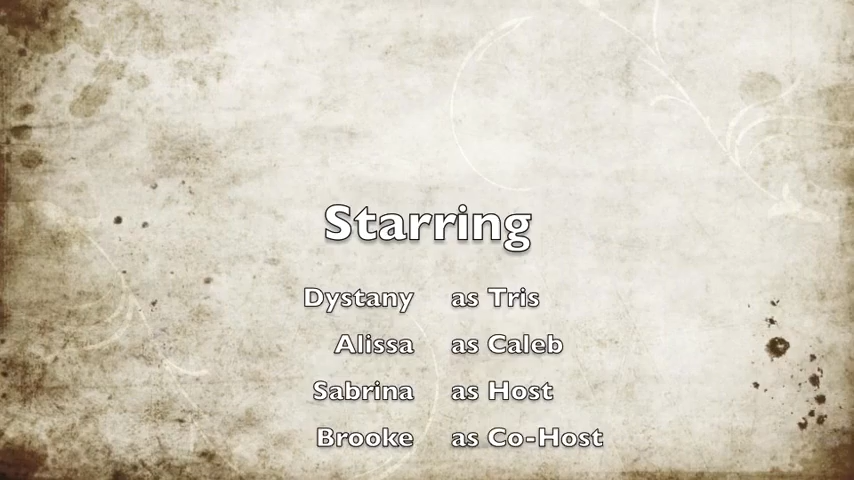 Starring
Dystany as Tris
Alissa as Caleb
Sabrina as Host
Brooke as Co-Host